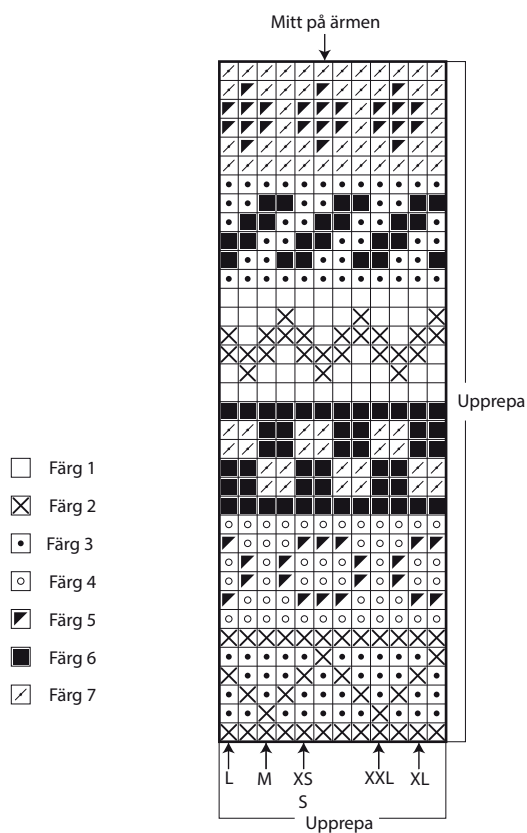 Mitt på ärmen
Upprepa
Färg 1
Färg 2
Färg 3
Färg 4
Färg 5
Färg 6
Färg 7
L M XS XXL XL
S
Upprepa